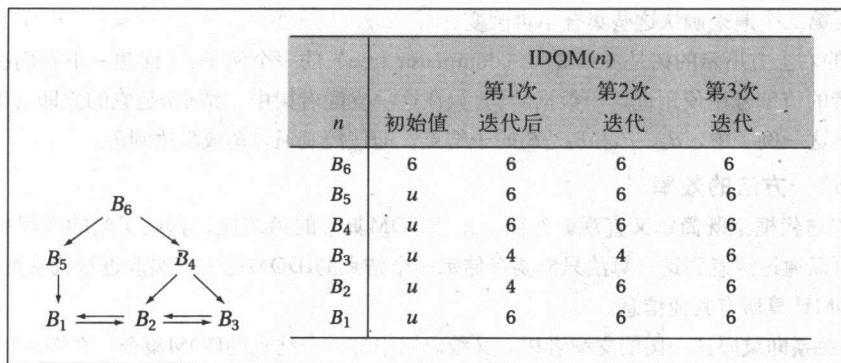 IDOM(n)
第1次 第2次 第3次
n 初始值 迭代后 迭代 迭代
B₆ 6 6 6 6
B₅ u 6 6 6
B₄ u 6 6 6
B₃ u 4 4 6
B₂ u 4 6 6
B₁ u 6 6 6
B₆
B₅ B₄
B₁ B₂ B₃